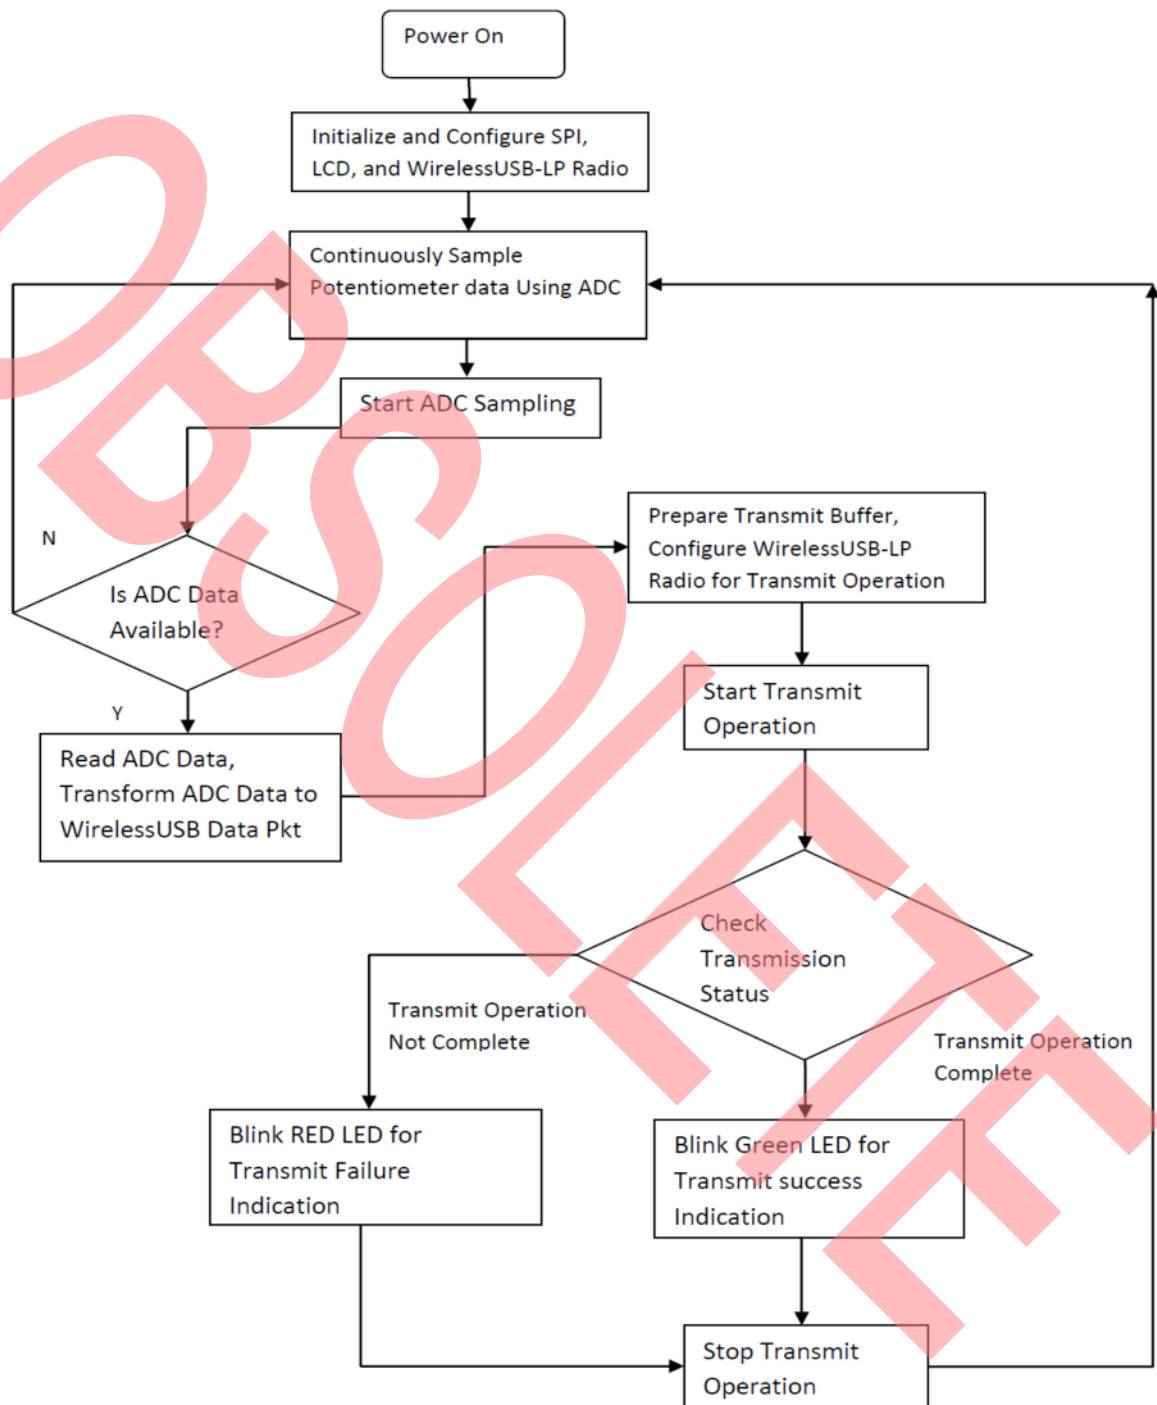 Power On
Initialize and Configure SPI,
LCD, and WirelessUSB-LP Radio
Continuously Sample
Potentiometer data Using ADC
Start ADC Sampling
N
Is ADC Data
Available?
Y
Read ADC Data,
Transform ADC Data to
WirelessUSB Data Pkt
Prepare Transmit Buffer,
Configure WirelessUSB-LP
Radio for Transmit Operation
Start Transmit
Operation
Check
Transmission
Status
Transmit Operation
Not Complete
Transmit Operation
Complete
Blink RED LED for
Transmit Failure
Indication
Blink Green LED for
Transmit success
Indication
Stop Transmit
Operation
OBSOLETE